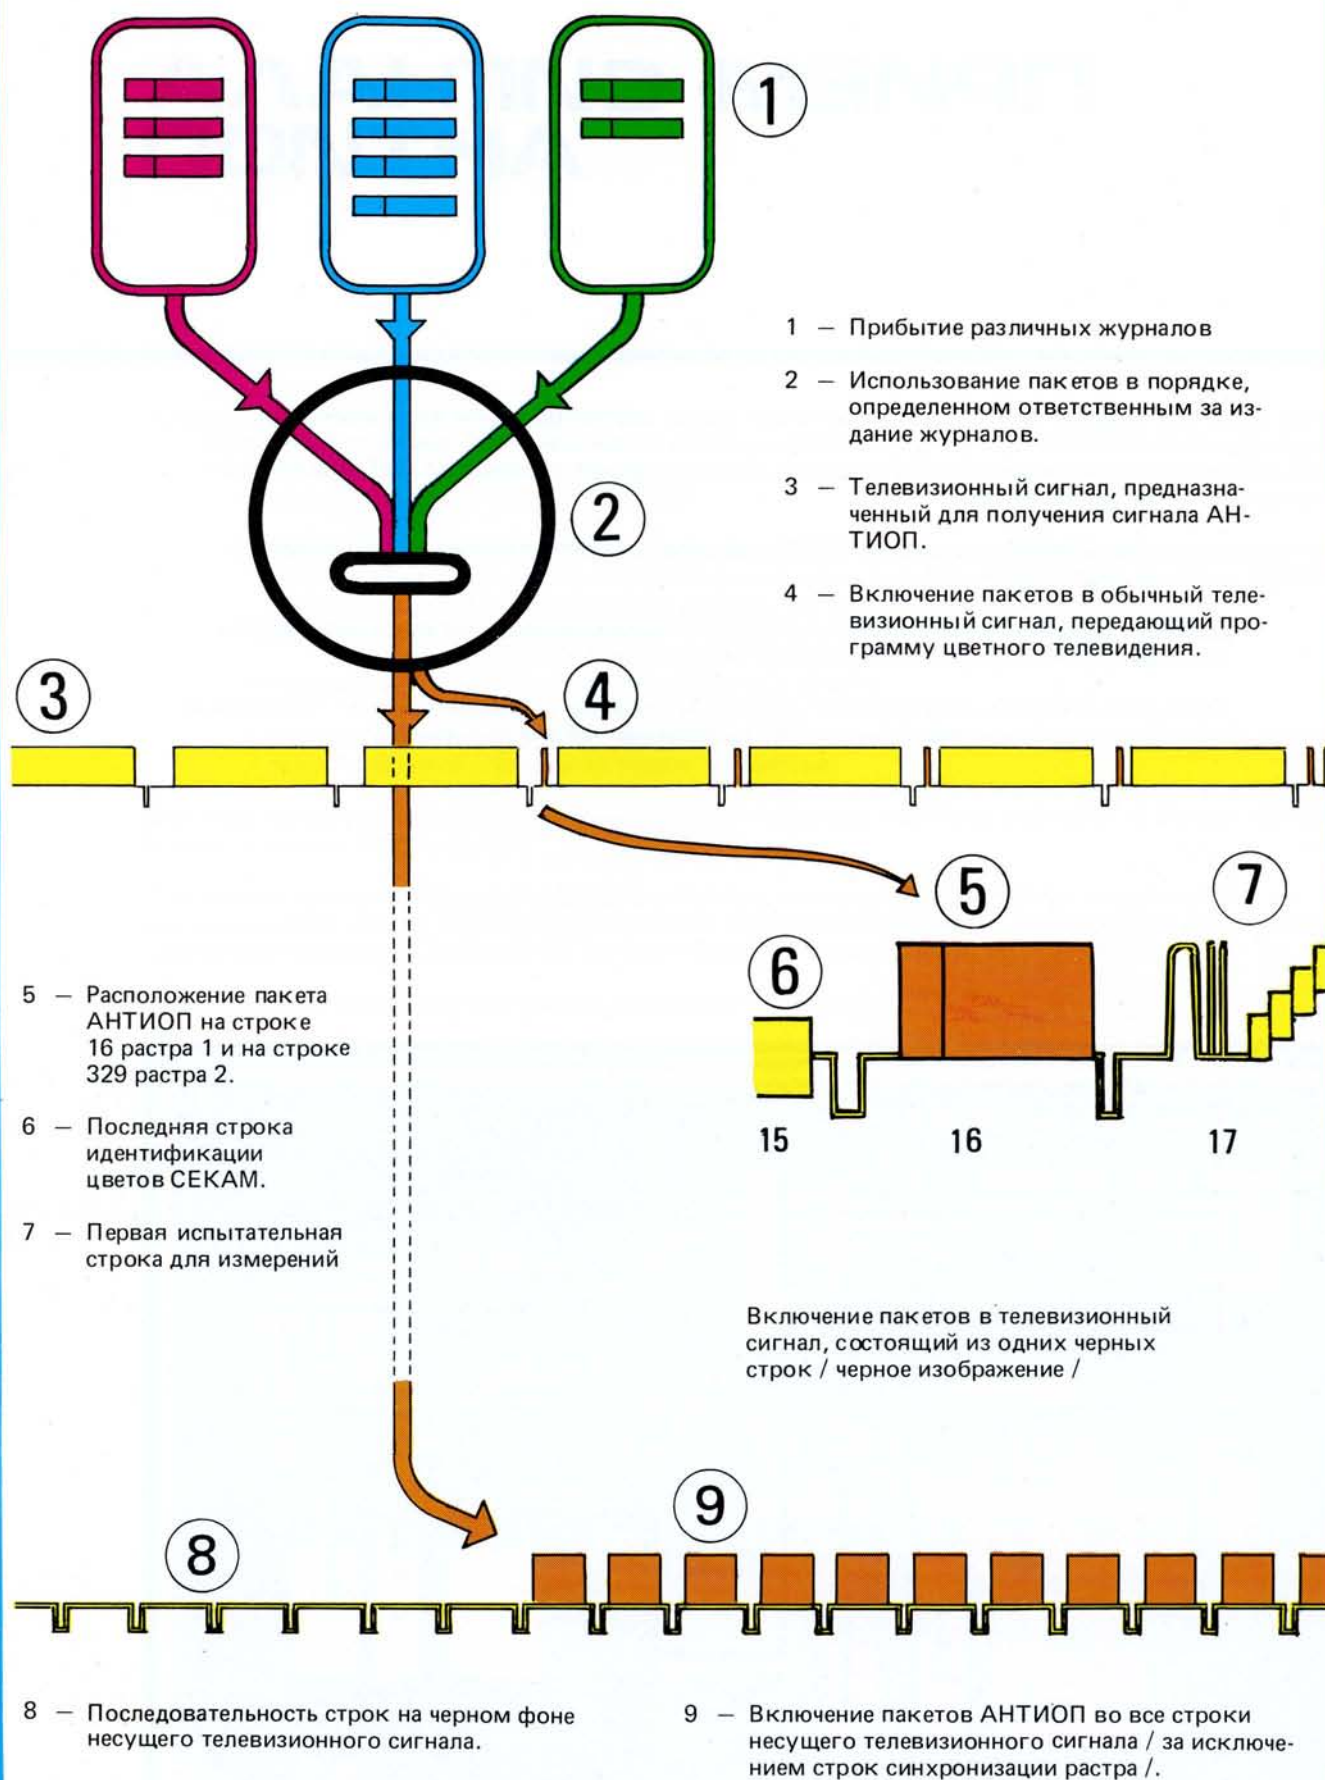 1
1 — Прибытие различных журналов
2 — Использование пакетов в порядке,
определенном ответственным за из-
дание журналов.
3 — Телевизионный сигнал, предназна-
ченный для получения сигнала АН-
ТИОП.
4 — Включение пакетов в обычный теле-
визионный сигнал, передающий про-
грамму цветного телевидения.
2
3
4
5
7
6
15 16 17
5 — Расположение пакета
АНТИОП на строке
16 растра 1 и на строке
329 растра 2.
6 — Последняя строка
идентификации
цветов СЕКАМ.
7 — Первая испытательная
строка для измерений
Включение пакетов в телевизионный
сигнал, состоящий из одних черных
строк / черное изображение /
9
8
8 — Последовательность строк на черном фоне
несущего телевизионного сигнала.
9 — Включение пакетов АНТИОП во все строки
несущего телевизионного сигнала / за исключе-
нием строк синхронизации растра /.